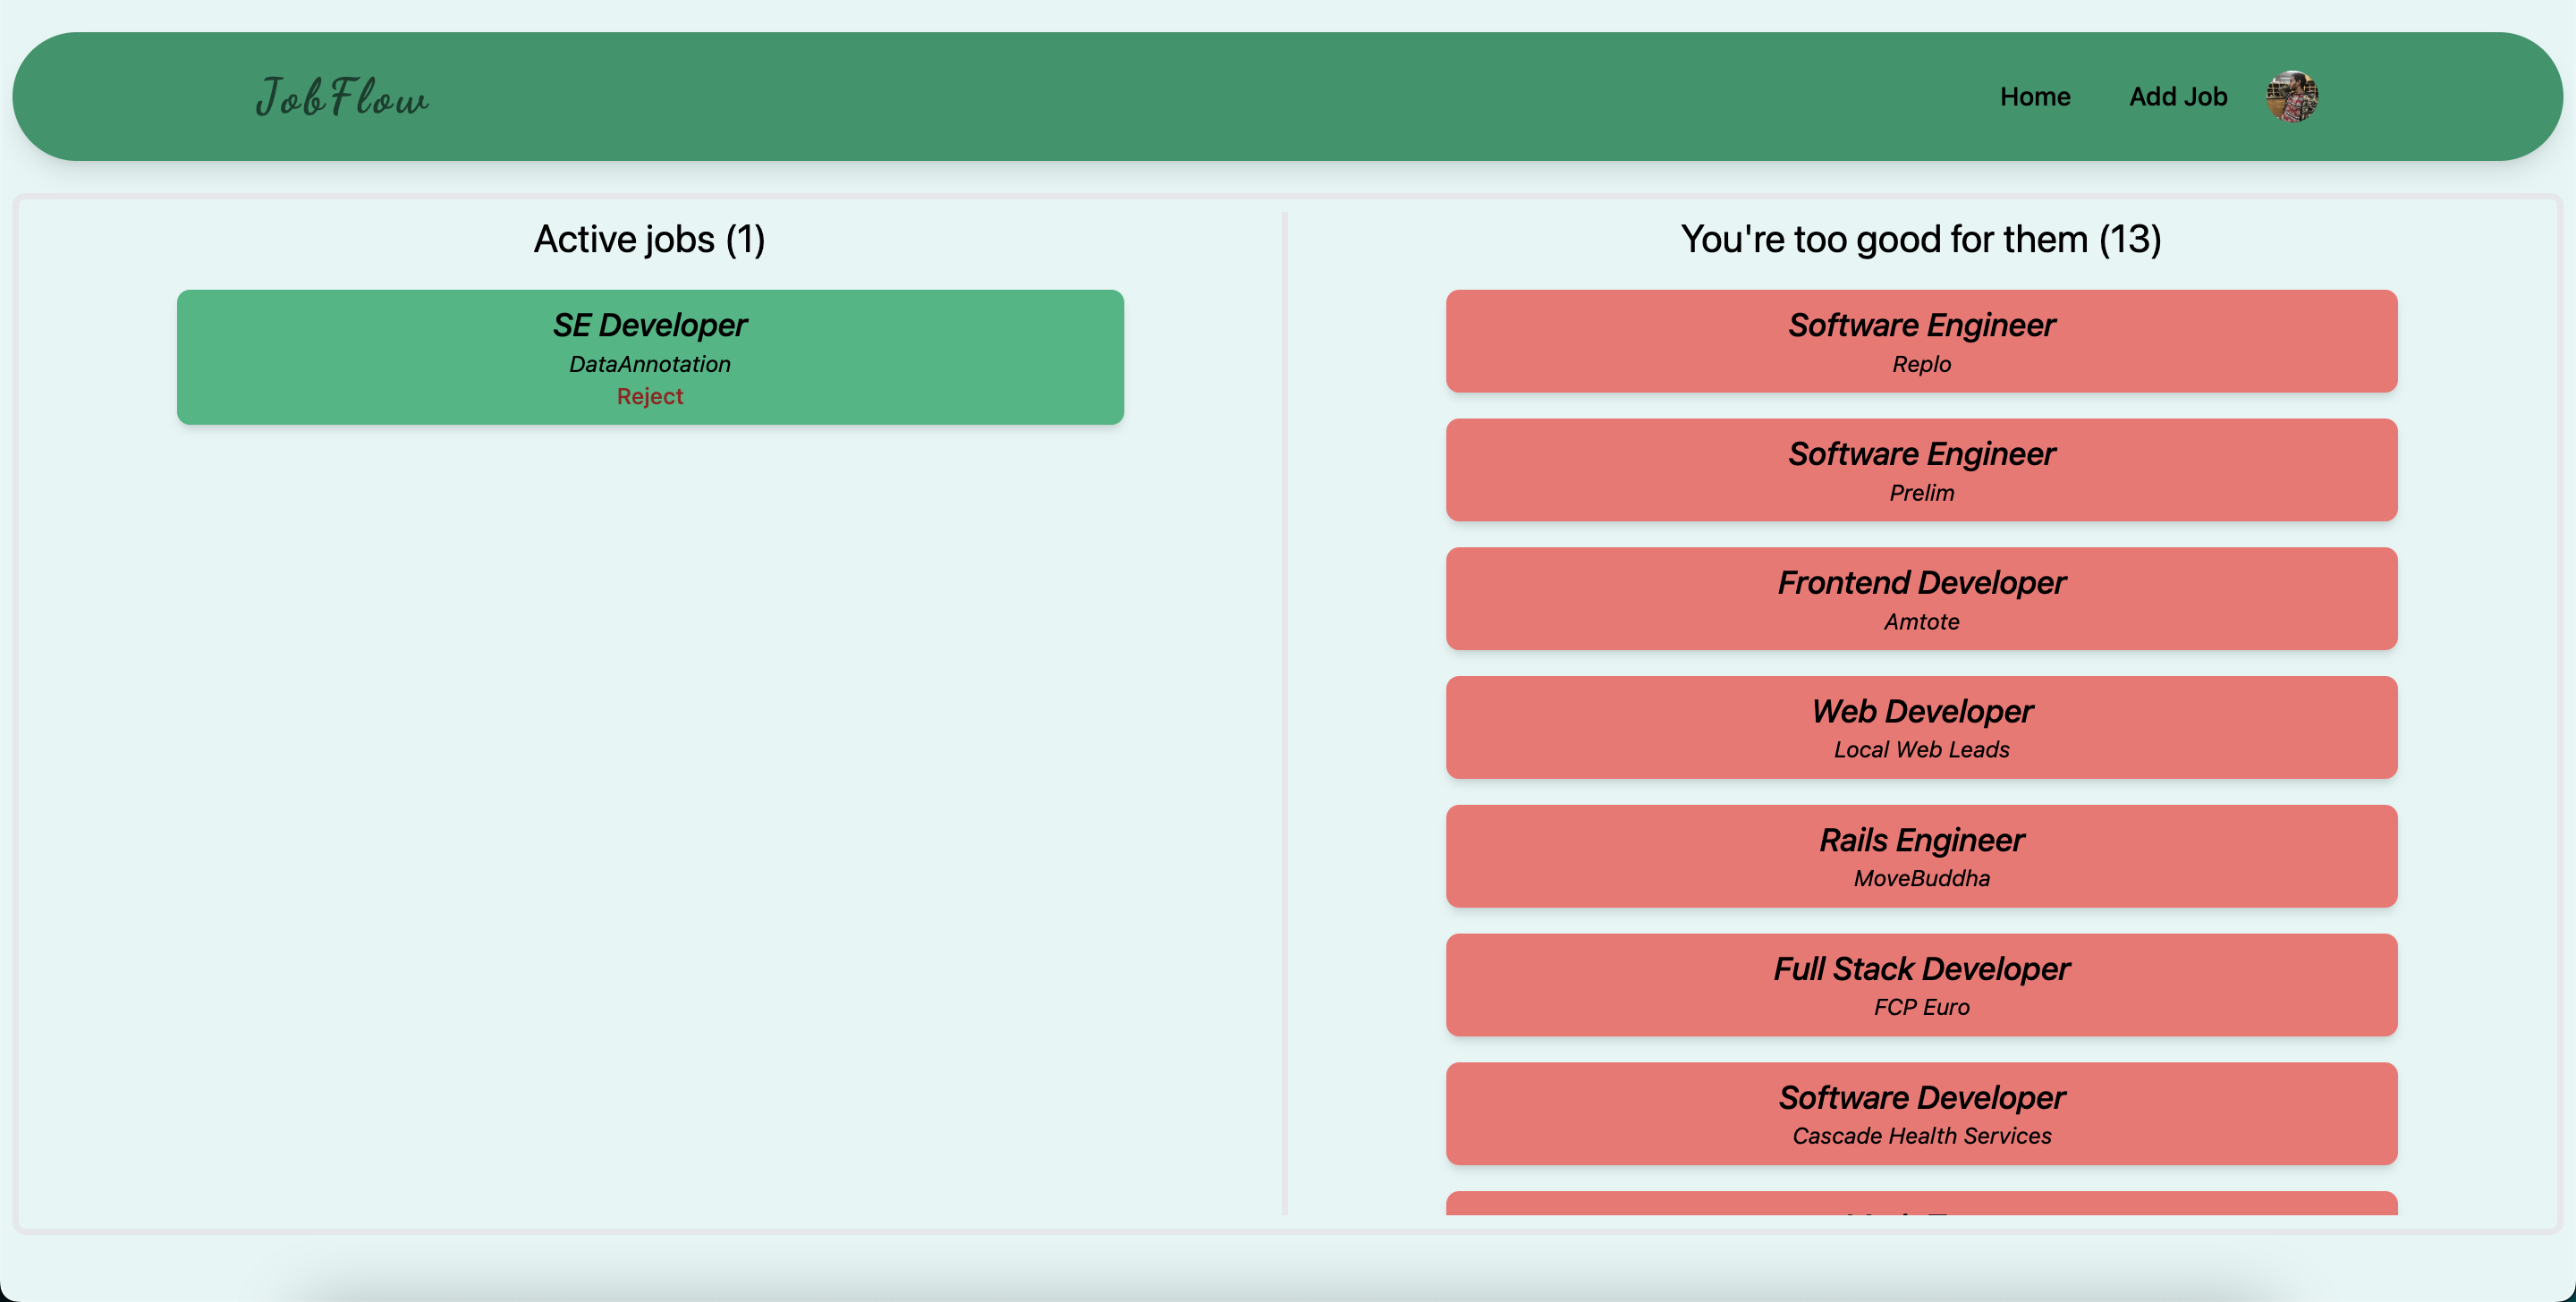 JobFlow
Home
Add Job
Active jobs (1)
SE Developer
DataAnnotation
Reject
You're too good for them (13)
Software Engineer
Replo
Software Engineer
Prelim
Frontend Developer
Amtote
Web Developer
Local Web Leads
Rails Engineer
MoveBuddha
Full Stack Developer
FCP Euro
Software Developer
Cascade Health Services